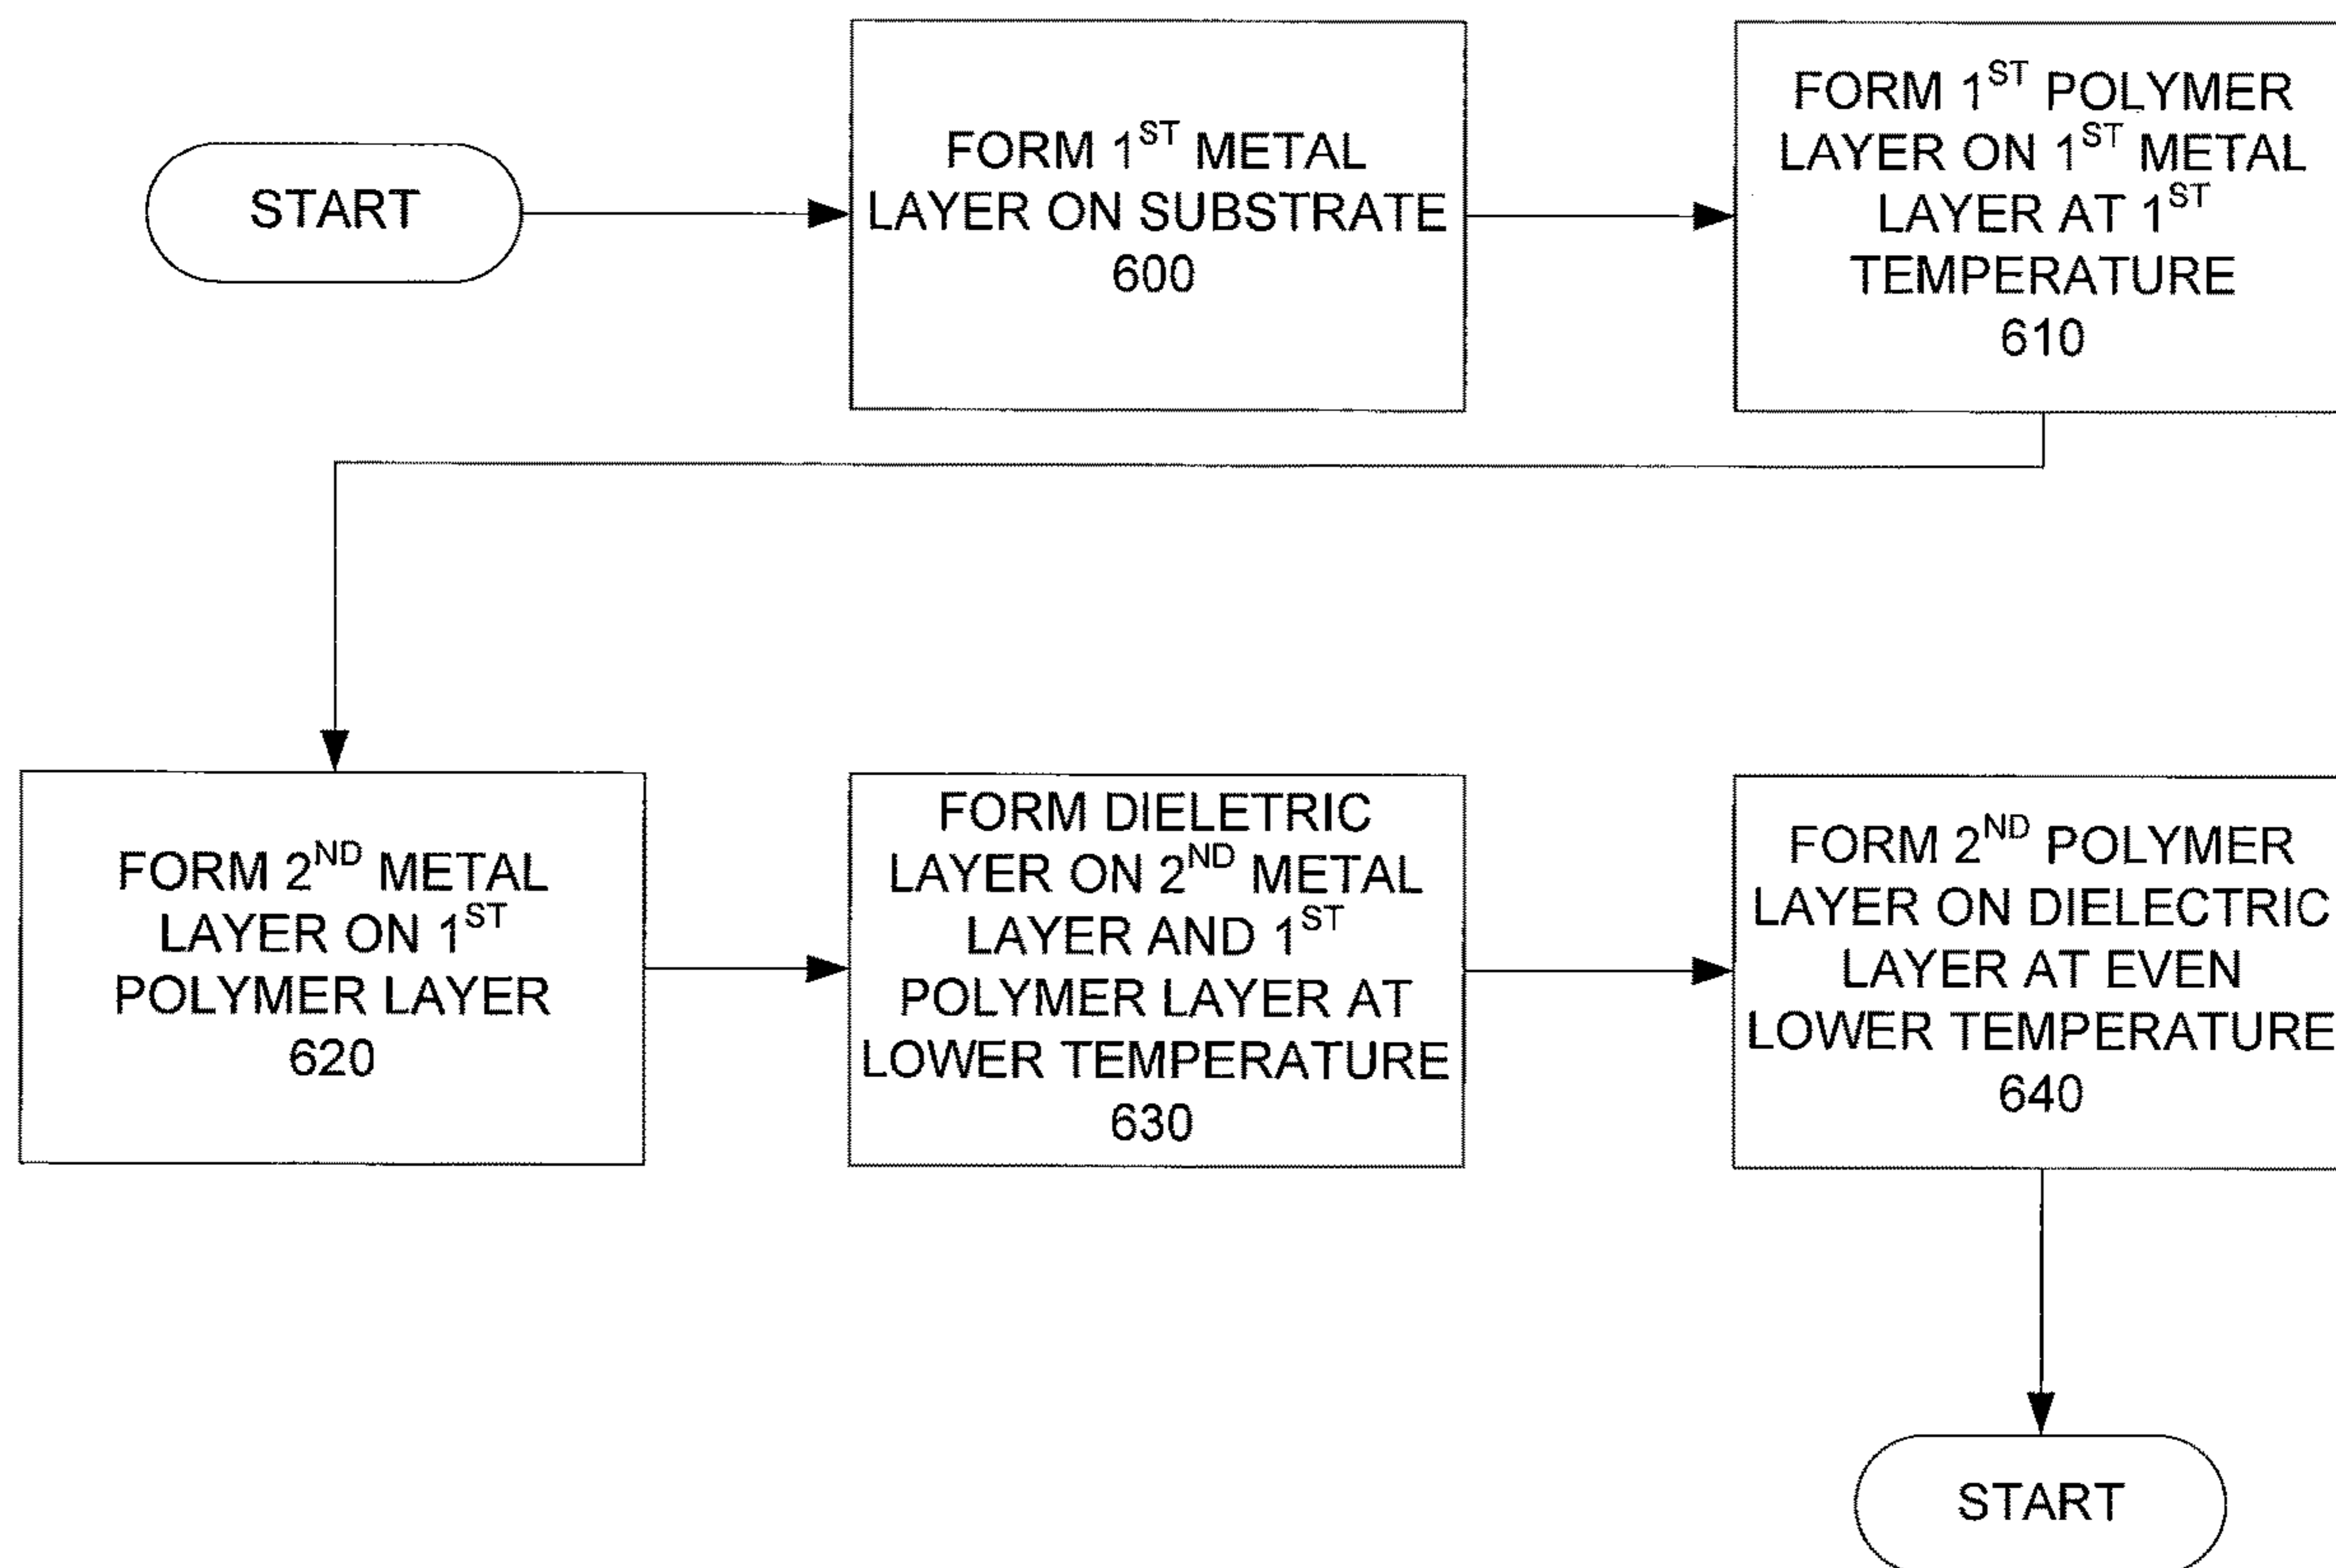 START
FORM 1ST METAL
LAYER ON SUBSTRATE
600
FORM 1ST POLYMER
LAYER ON 1ST METAL
LAYER AT 1ST
TEMPERATURE
610
FORM 2ND METAL
LAYER ON 1ST
POLYMER LAYER
620
FORM DIELETRIC
LAYER ON 2ND METAL
LAYER AND 1ST
POLYMER LAYER AT
LOWER TEMPERATURE
630
FORM 2ND POLYMER
LAYER ON DIELECTRIC
LAYER AT EVEN
LOWER TEMPERATURE
640
START